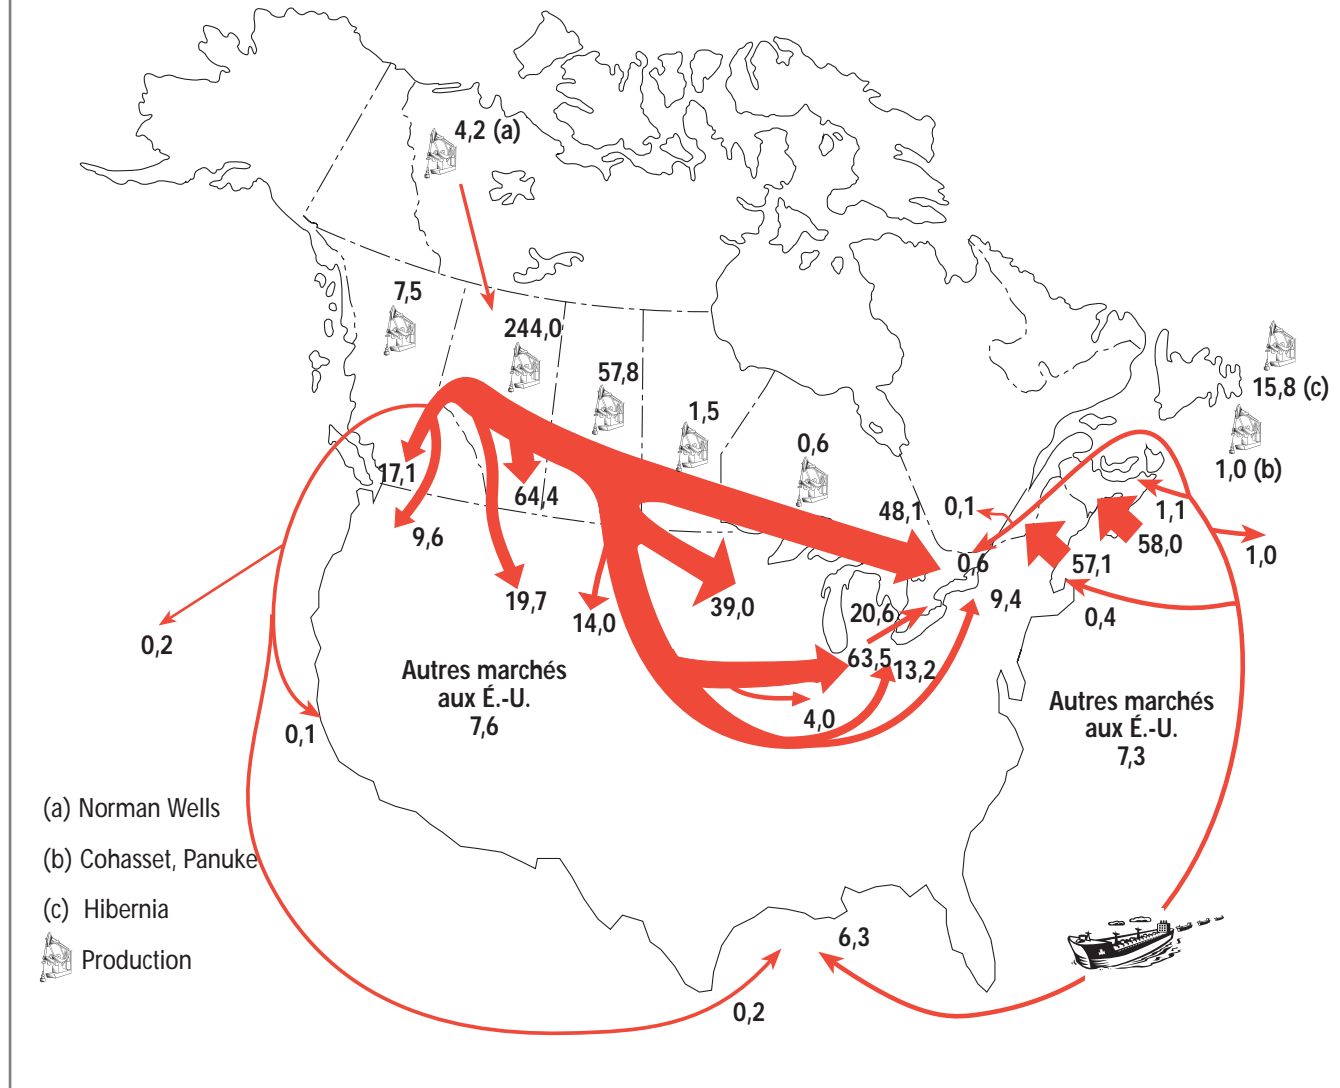 4,2 (a)
7,5
244,0
57,8
1,5
0,6
15,8 (c)
1,0 (b)
17,1
64,4
9,6
19,7
14,0
39,0
48,1
0,1
0,6
1,1
58,0
57,1
1,0
9,4
0,4
20,6
63,5
13,2
4,0
0,2
0,1
Autres marchés
aux É.-U.
7,6
Autres marchés
aux É.-U.
7,3
(a) Norman Wells
(b) Cohasset, Panuke
(c) Hibernia
Production
6,3
0,2